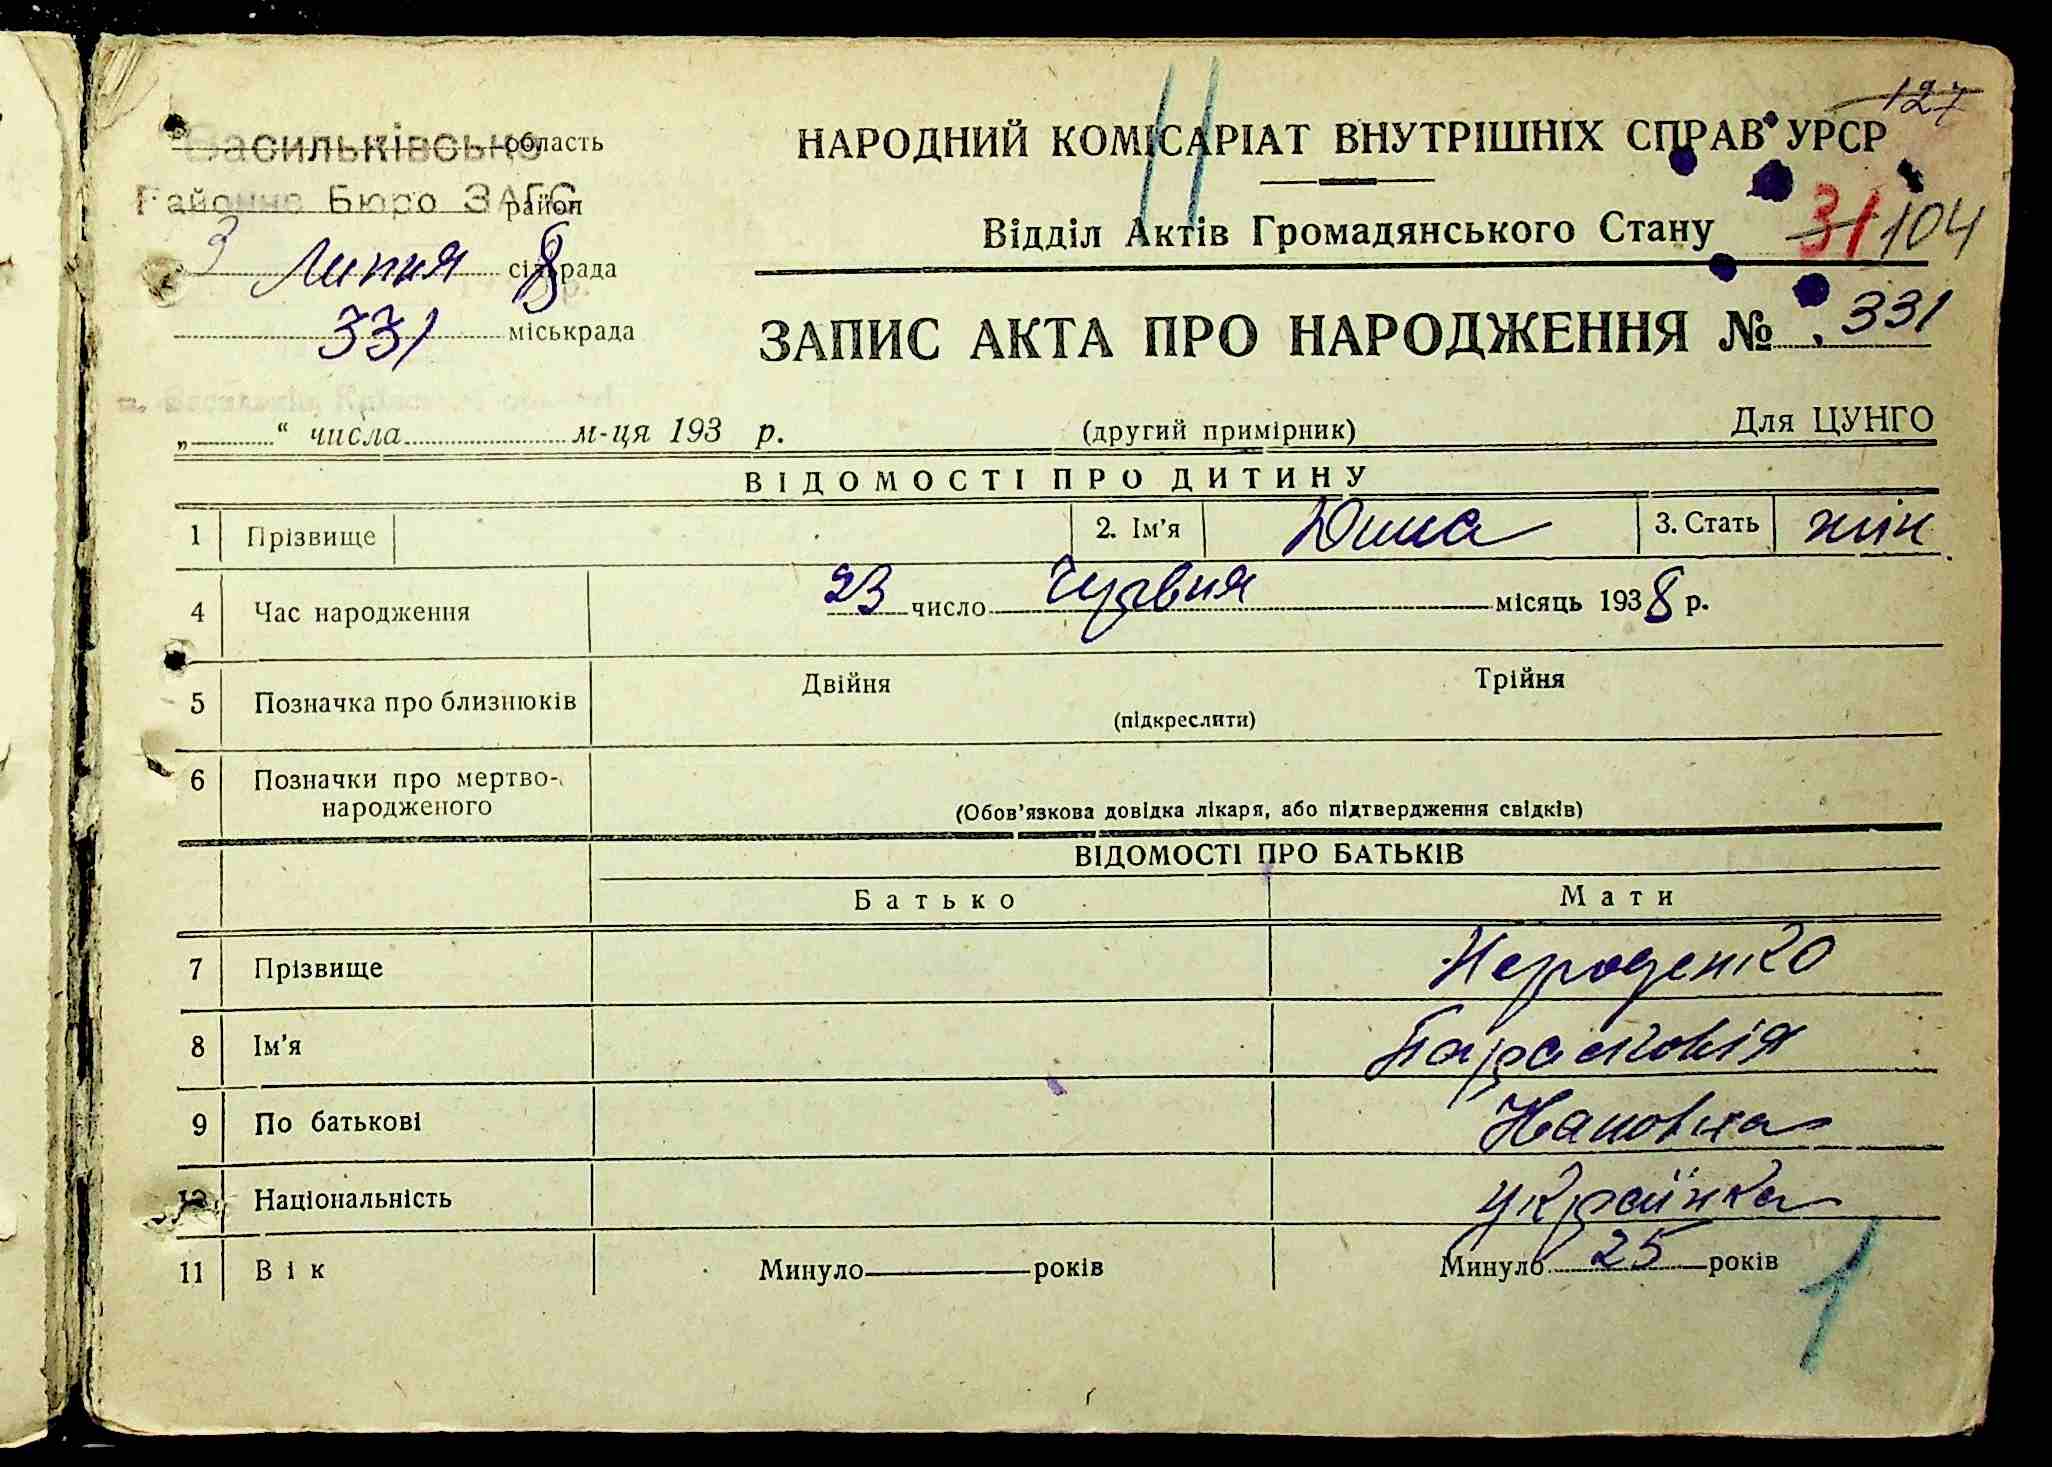 127
Васильківське область
НАРОДНИЙ КОМІСАРІАТ ВНУТРІШНІХ СПРАВ УРСР
Районне Бюро ЗАГС район
Відділ Актів Громадянського Стану
31 104
3 Липня 8 сільрада
331 міськрада
ЗАПИС АКТА ПРО НАРОДЖЕННЯ № 331
„ “ числа м-ця 193 р.
(другий примірник)
Для ЦУНГО
ВІДОМОСТІ ПРО ДИТИНУ
1 Прізвище 2. Ім'я 3. Стать жін
4 Час народження 23 число Червня місяць 1938 р.
5 Позначка про близнюків Двійня Трійня
(підкреслити)
6 Позначки про мертво-
народженого
(Обов'язкова довідка лікаря, або підтвердження свідків)
ВІДОМОСТІ ПРО БАТЬКІВ
Батько Мати
7 Прізвище Нероденко
8 Ім'я Парасковія
9 По батькові
10 Національність українка
11 Вік Минуло років Минуло 25 років
1